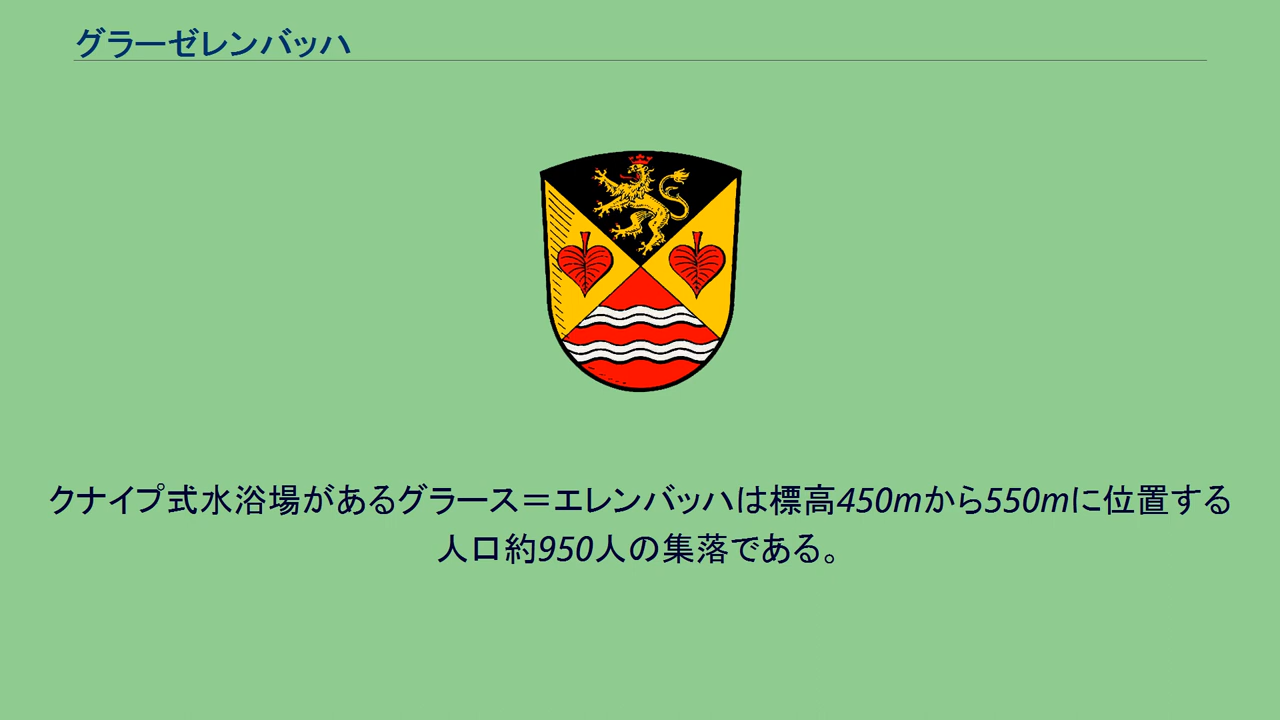 グラーゼレンバッハ
クナイプ式水浴場があるグラース＝エレンバッハは標高450mから550mに位置する
人口約950人の集落である。